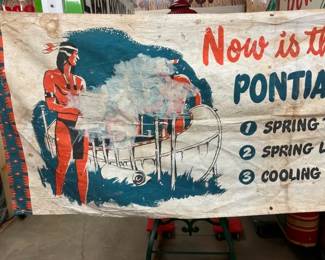 Now is th
PONTIA
1 SPRING
2 SPRING L
3 COOLING